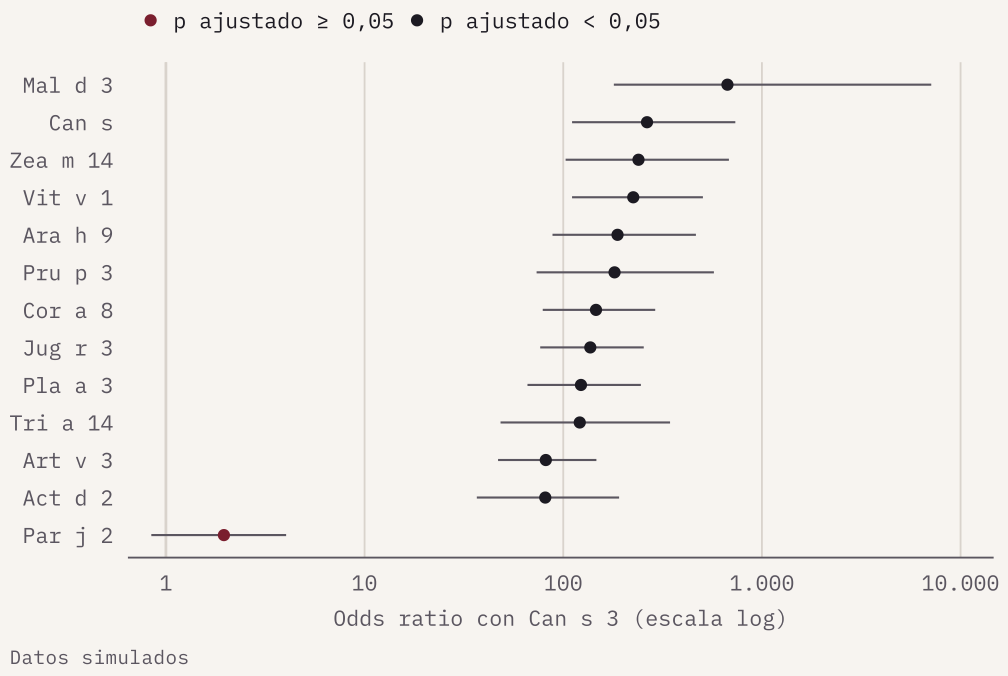 p ajustado ≥ 0,05 p ajustado < 0,05
Mal d 3
Can s
Zea m 14
Vit v 1
Ara h 9
Pru p 3
Cor a 8
Jug r 3
Pla a 3
Tri a 14
Art v 3
Act d 2
Par j 2
1 10 100 1.000 10.000
Odds ratio con Can s 3 (escala log)
Datos simulados